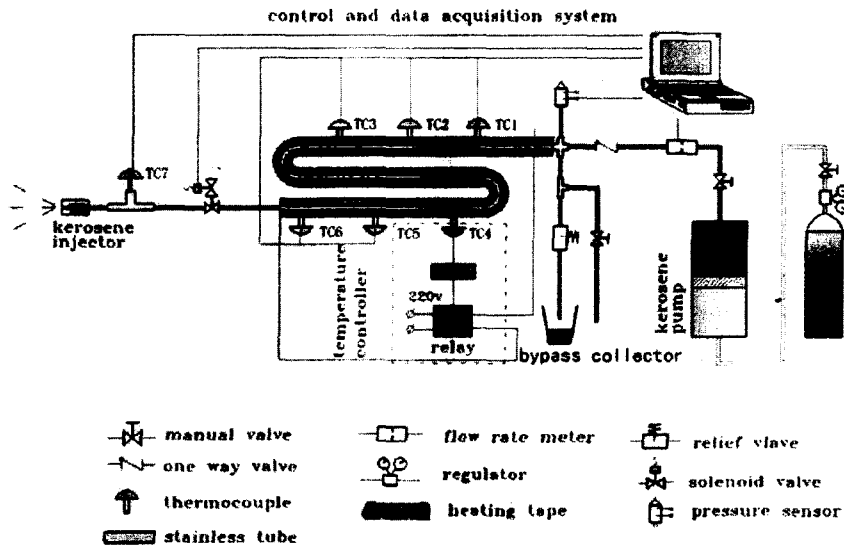 control and data acquisition system
TC3
TC2
TC1
TC7
kerosene
injector
TC6
TC5
TC4
temperature
controller
220v
relay
bypass collector
kerosene
pump
manual valve
flow rate meter
relief vlave
one way valve
regulator
solenoid valve
thermocouple
heating tape
pressure sensor
stainless tube